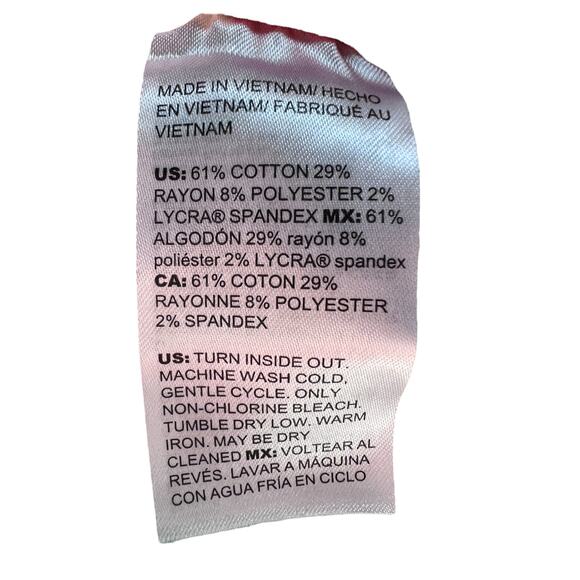 MADE IN VIETNAM/ HECHO
EN VIETNAM/ FABRIQUÉ AU
VIETNAM
US: 61% COTTON 29%
RAYON 8% POLYESTER 2%
LYCRA® SPANDEX MX: 61%
ALGODÓN 29% rayón 8%
poliéster 2% LYCRA® spandex
CA: 61% COTON 29%
RAYONNE 8% POLYESTER
2% SPANDEX
US: TURN INSIDE OUT.
MACHINE WASH COLD,
GENTLE CYCLE. ONLY
NON-CHLORINE BLEACH.
TUMBLE DRY LOW. WARM
IRON. MAY BE DRY
CLEANED MX: VOLTEAR AL
REVÉS. LAVAR A MÁQUINA
CON AGUA FRÍA EN CICLO